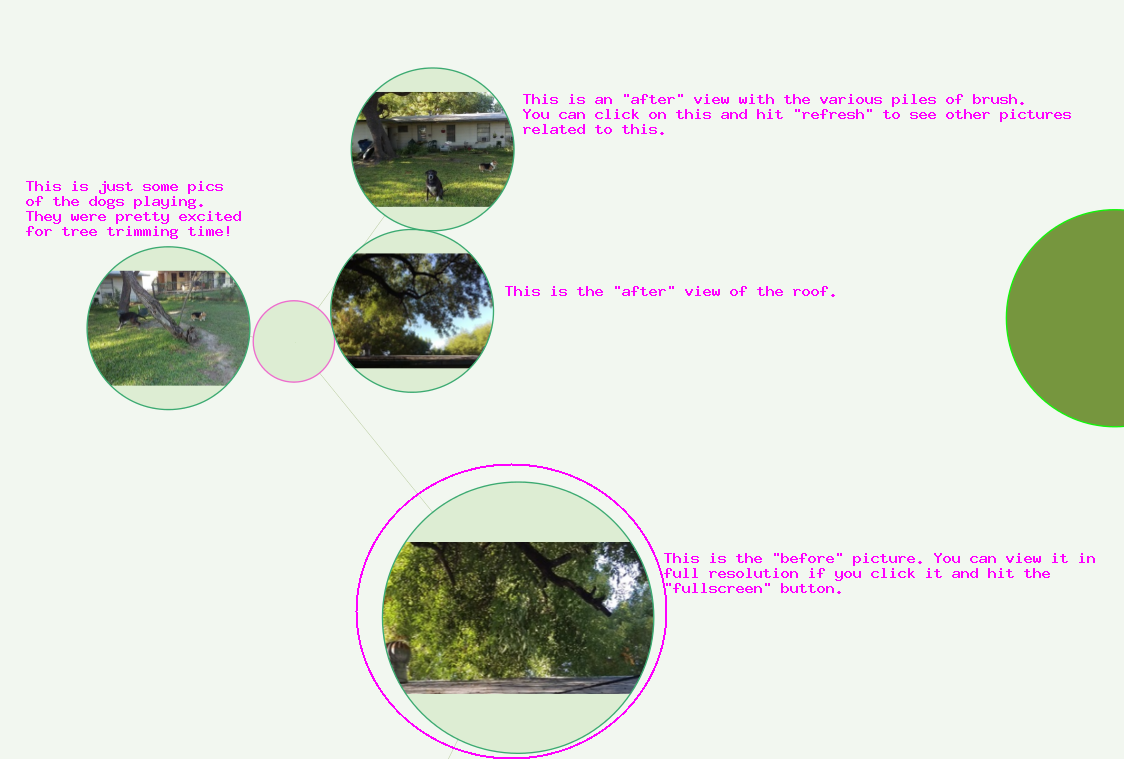 This is an "after" view with the various piles of brush.
You can click on this and hit "refresh" to see other pictures
related to this.
This is just some pics
of the dogs playing.
They were pretty excited
for tree trimming time!
This is the "after" view of the roof.
This is the "before" picture. You can view it in
full resolution if you click it and hit the
"fullscreen" button.